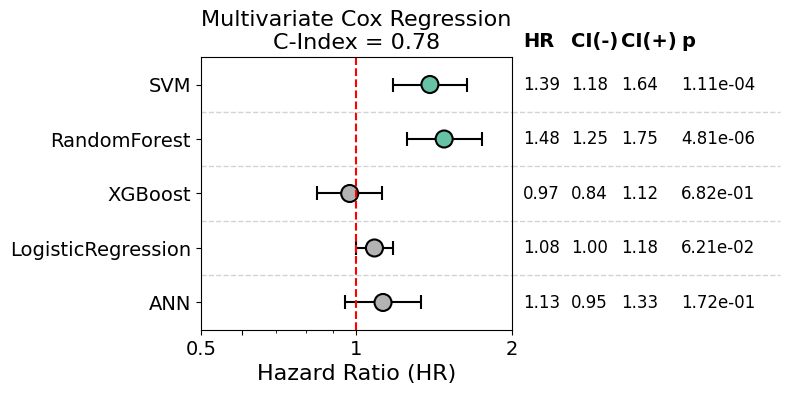 Multivariate Cox Regression
C-Index = 0.78
HR CI(-) CI(+) p
SVM 1.39 1.18 1.64 1.11e-04
RandomForest 1.48 1.25 1.75 4.81e-06
XGBoost 0.97 0.84 1.12 6.82e-01
LogisticRegression 1.08 1.00 1.18 6.21e-02
ANN 1.13 0.95 1.33 1.72e-01
0.5 1 2
Hazard Ratio (HR)